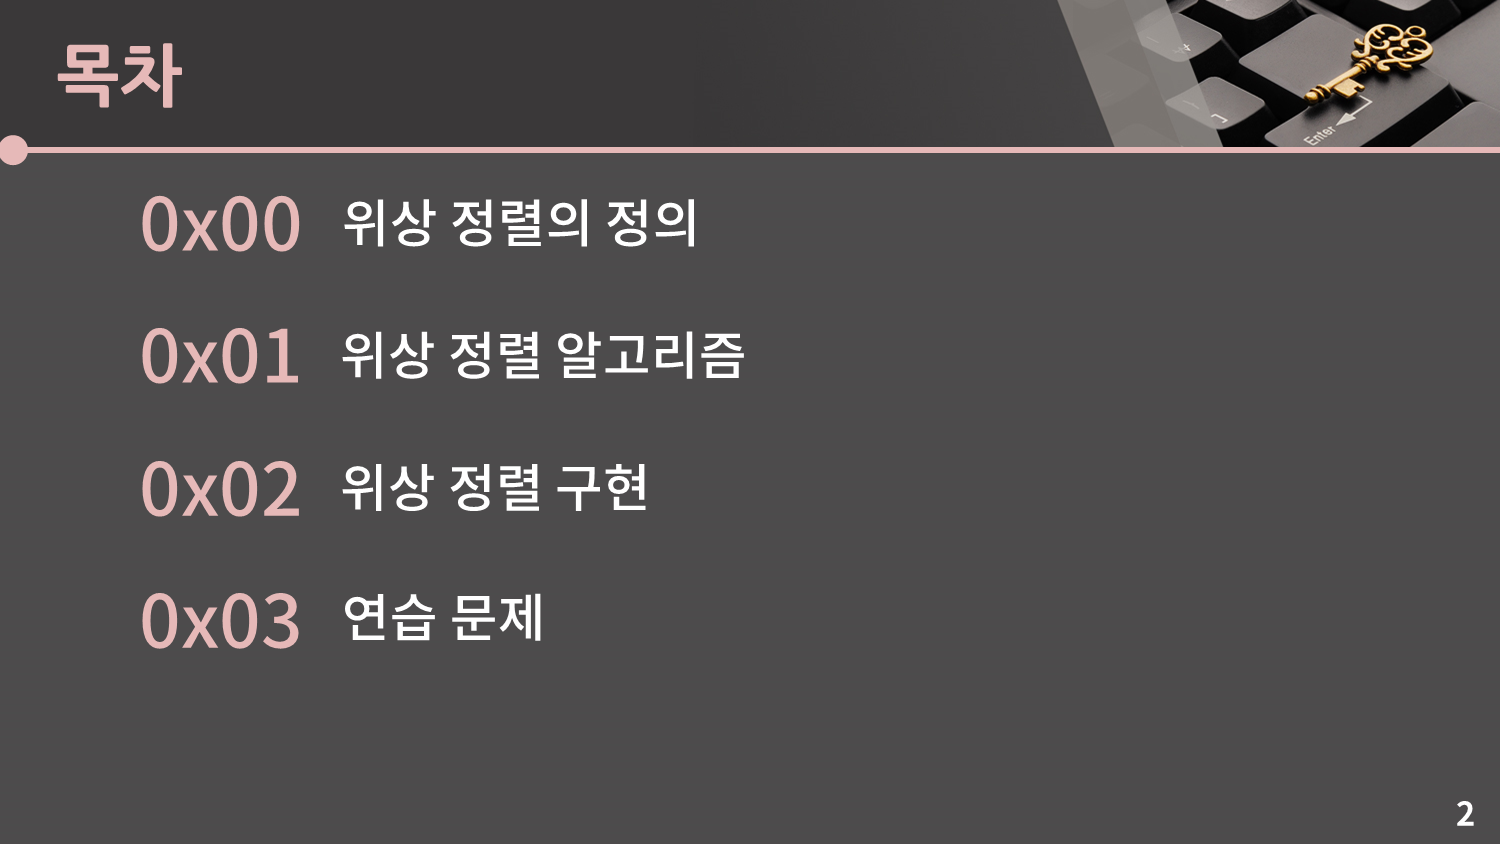 목차
Enter
0x00 위상 정렬의 정의
0x01 위상 정렬 알고리즘
0x02 위상 정렬 구현
0x03 연습 문제
2